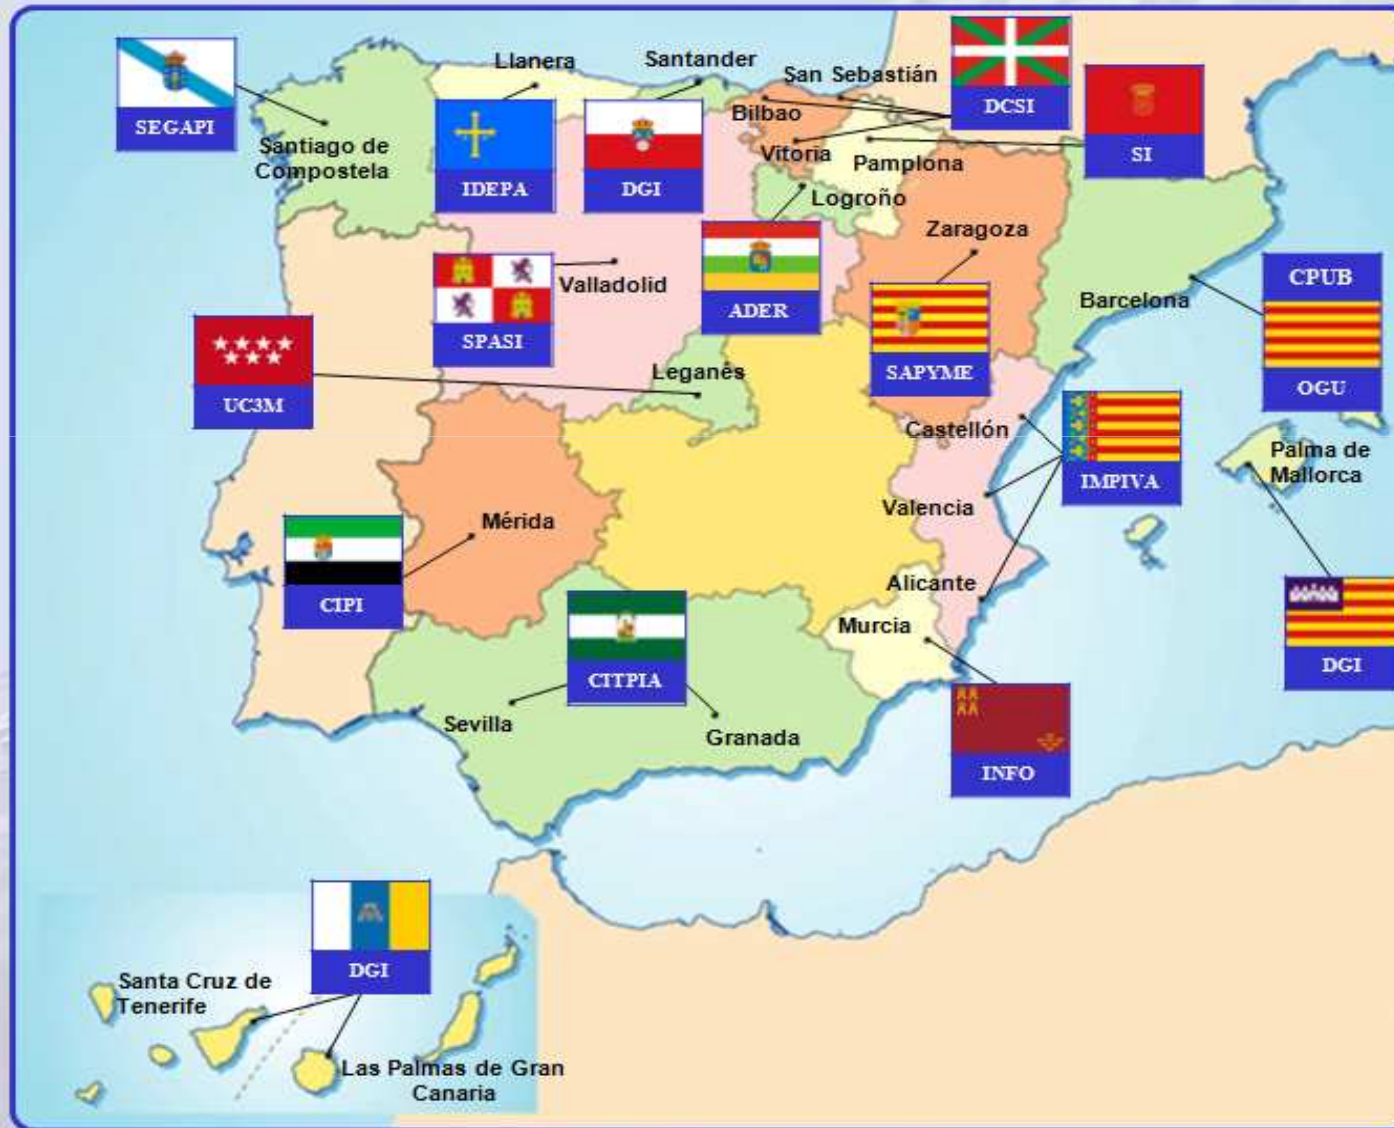 Llanera
Santander
San Sebastián
DCSI
SEGAPI
Bilbao
SI
Santiago de
Compostela
IDEPA
DGI
Vitoria
Pamplona
Logroño
Zaragoza
Valladolid
CPUB
Barcelona
ADER
SPASI
OGU
Leganés
SAPYME
UC3M
Castellón
Palma de
Mallorca
IMPIVA
Valencia
Mérida
Alicante
CIPI
Murcia
DGI
CITPIA
Sevilla
Granada
INFO
DGI
Santa Cruz de
Tenerife
Las Palmas de Gran
Canaria